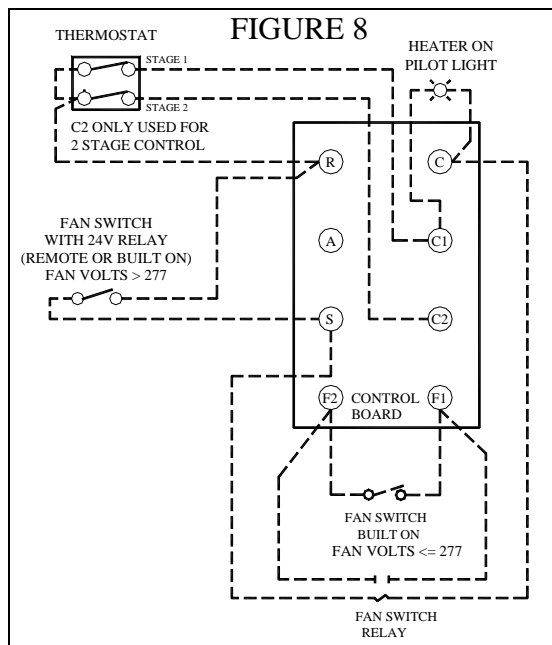 FIGURE 8
THERMOSTAT
STAGE 1
STAGE 2
C2 ONLY USED FOR
2 STAGE CONTROL
HEATER ON
PILOT LIGHT
R
C
FAN SWITCH
WITH 24V RELAY
(REMOTE OR BUILT ON)
FAN VOLTS > 277
A
C1
S
C2
F2
CONTROL
BOARD
F1
FAN SWITCH
BUILT ON
FAN VOLTS <= 277
FAN SWITCH
RELAY